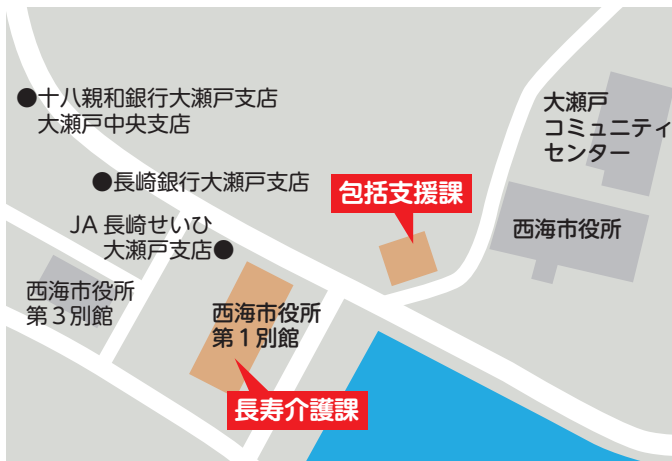 ●十八親和銀行大瀬戸支店
大瀬戸中央支店
●長崎銀行大瀬戸支店
JA 長崎せいひ
大瀬戸支店●
西海市役所
第３別館
西海市役所
第１別館
長寿介護課
包括支援課
大瀬戸
コミュニティ
センター
西海市役所